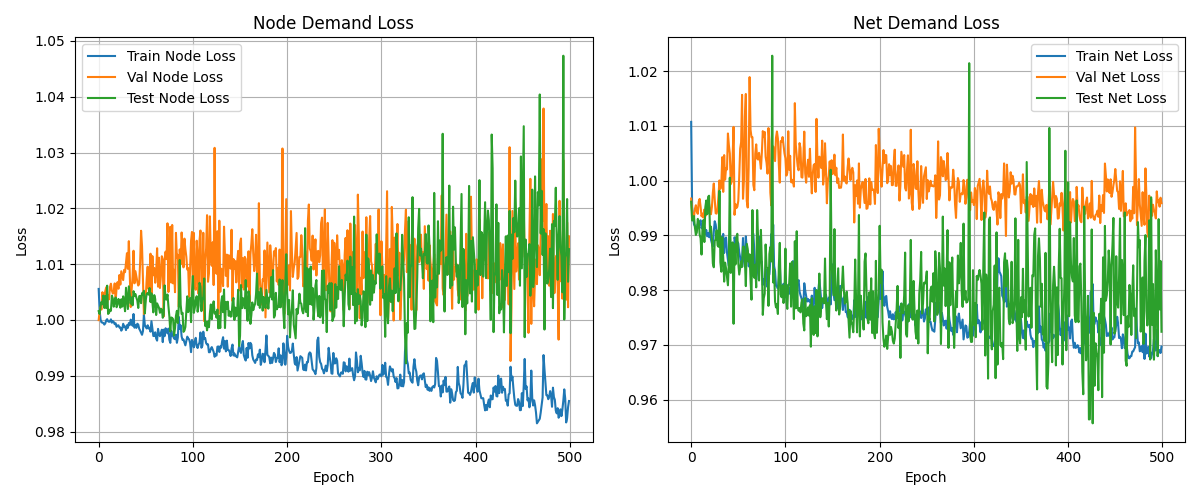 Node Demand Loss
Train Node Loss
Val Node Loss
Test Node Loss
1.05
1.04
1.03
1.02
1.01
1.00
0.99
0.98
Loss
0
100
200
300
400
500
Epoch
Net Demand Loss
Train Net Loss
Val Net Loss
Test Net Loss
1.02
1.01
1.00
0.99
0.98
0.97
0.96
Loss
0
100
200
300
400
500
Epoch